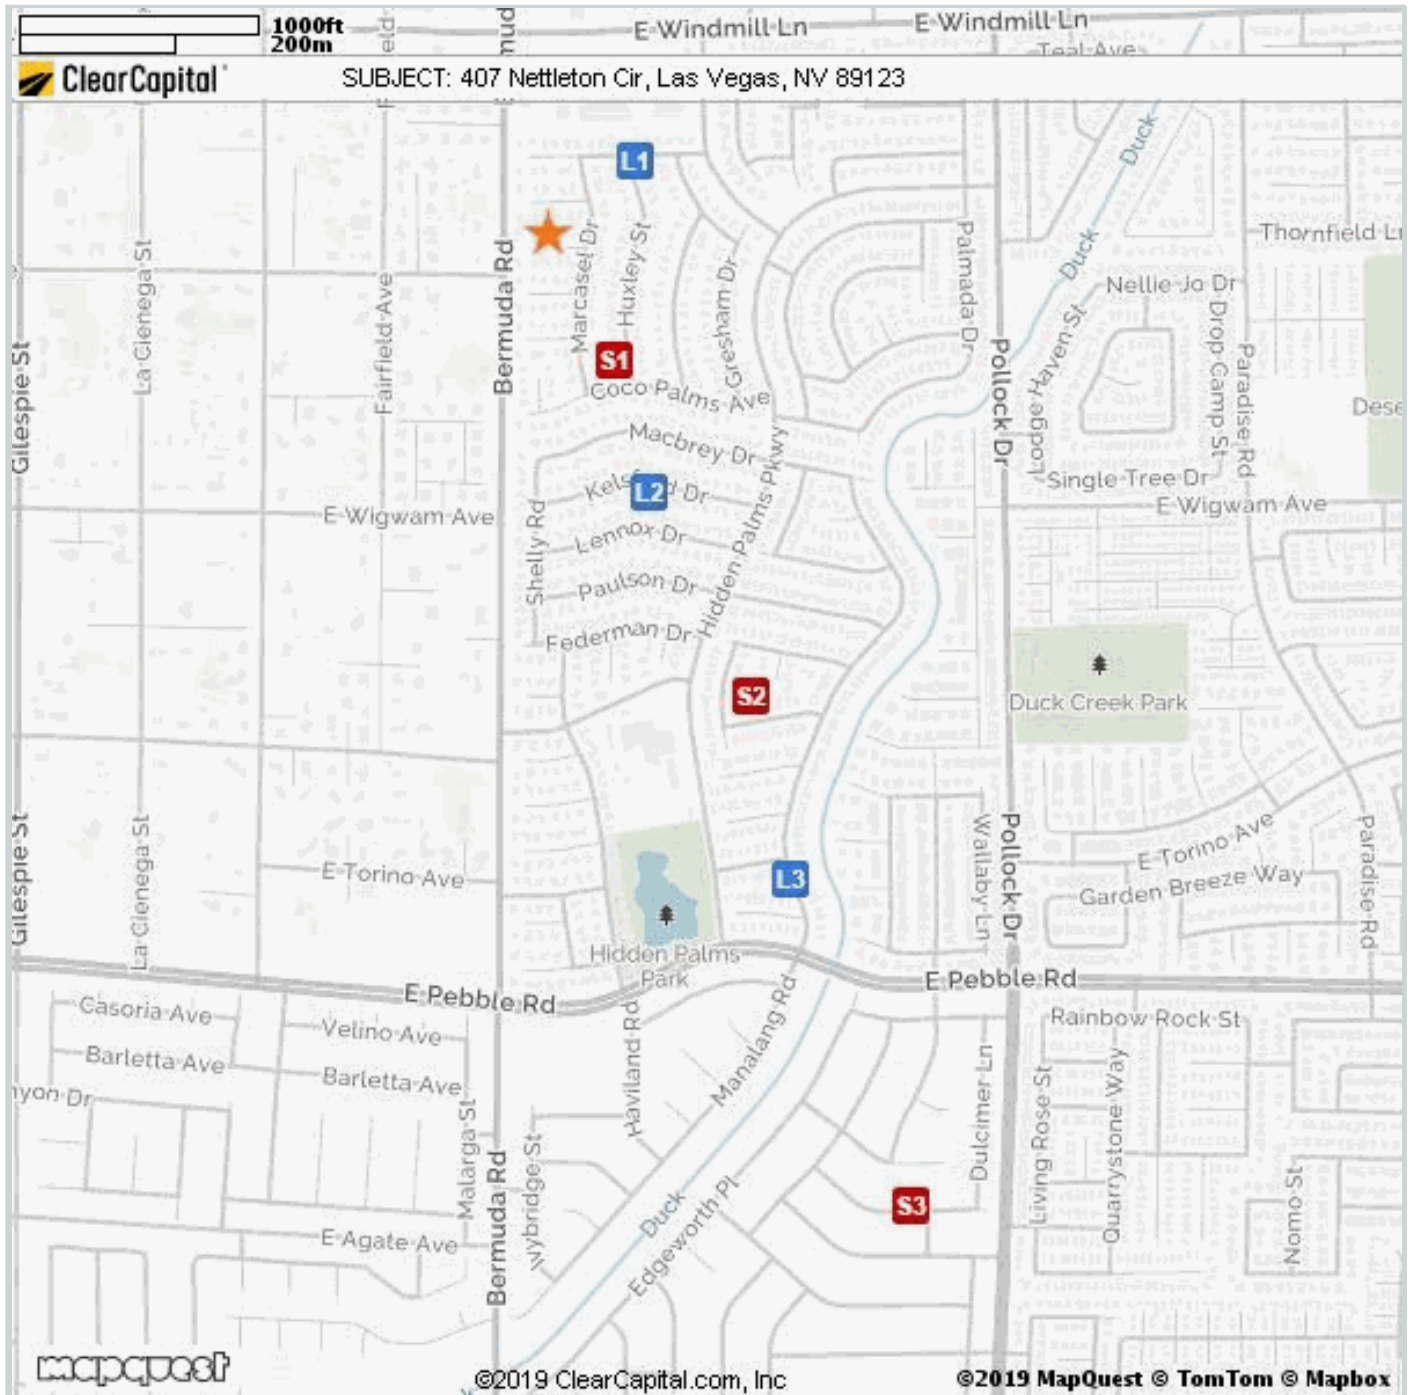 1000ft
200m
E Windmill Ln
E Windmill Ln
Teal Ave
ClearCapital
SUBJECT: 407 Nettleton Cir, Las Vegas, NV 89123
L1
Duck
Duck
Bermuda Rd
Marcasel Dr
Huxley St
Gresham Dr
Palmada Dr
Thornfield
Nellie Jo Dr
La Cienega St
Fairfield Ave
Gilespie St
S1
Coco Palms Ave
Pollock Dr
Lodge Haven St
Drop Camp St
Paradise Rd
Dese
Macbrey Dr
L2
Single Tree Dr
E Wigwam Ave
E Wigwam Ave
Shelly Rd
Lennox Dr
Hidden Palms Pkwy
Paulson Dr
Federman Dr
S2
Duck Creek Park
La Cienega St
Gilespie St
E Torino Ave
L3
Wallaby Ln
Pollock Dr
E Torino Ave
Garden Breeze Way
Paradise Rd
Hidden Palms
Park
E Pebble Rd
E Pebble Rd
Casoria Ave
Velino Ave
Barletta Ave
Barletta Ave
nyon Dr
Malarga St
Haviland Rd
Manalang Rd
Rainbow Rock St
Dulcimer Ln
Living Rose St
Quarrystone Way
Bermuda Rd
Ivybridge St
Duck
Edgeworth Pl
S3
Nomo St
E Agate Ave
mapquest
©2019 ClearCapital.com, Inc
©2019 MapQuest © TomTom © Mapbox